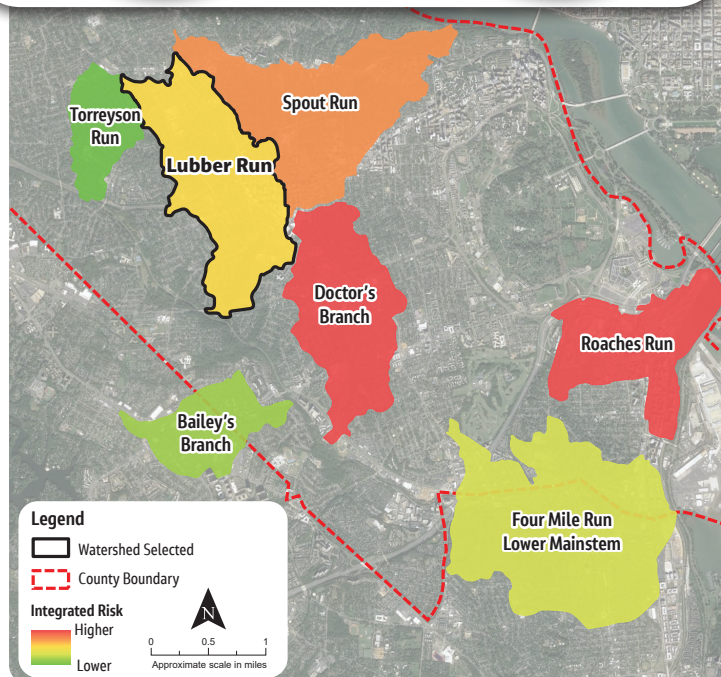 Spout Run
Torreyson
Run
Lubber Run
Doctor's
Branch
Roaches Run
Bailey's
Branch
Four Mile Run
Lower Mainstem
Legend
Watershed Selected
County Boundary
Integrated Risk
Higher
Lower
N
0 0.5 1
Approximate scale in miles